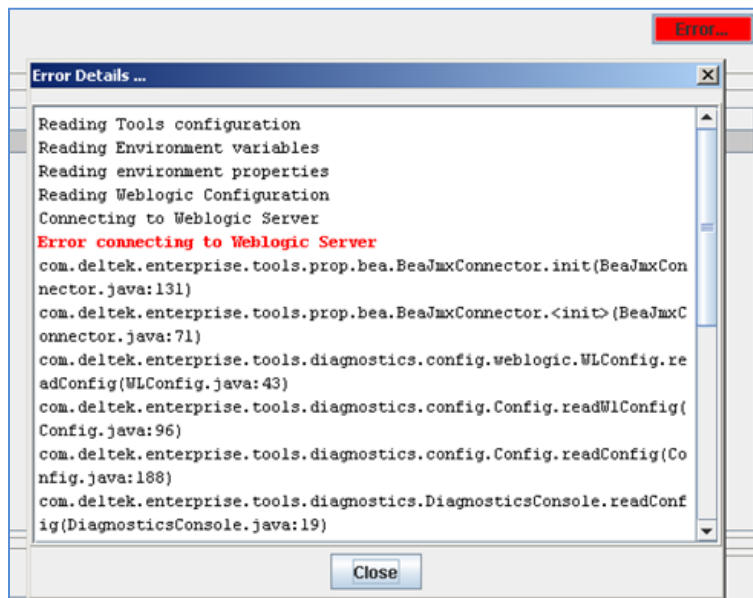 Error...
Error Details ...
Reading Tools configuration
Reading Environment variables
Reading environment properties
Reading Weblogic Configuration
Connecting to Weblogic Server
Error connecting to Weblogic Server
com.deltek.enterprise.tools.prop.bea.BeaJmxConnector.init(BeaJmxCon
nector.java:131)
com.deltek.enterprise.tools.prop.bea.BeaJmxConnector.<init>(BeaJmxC
onnector.java:71)
com.deltek.enterprise.tools.diagnostics.config.weblogic.WLConfig.re
adConfig(WLConfig.java:43)
com.deltek.enterprise.tools.diagnostics.config.Config.readWlConfig(
Config.java:96)
com.deltek.enterprise.tools.diagnostics.config.Config.readConfig(Co
nfig.java:188)
com.deltek.enterprise.tools.diagnostics.DiagnosticsConsole.readConf
ig(DiagnosticsConsole.java:19)
Close